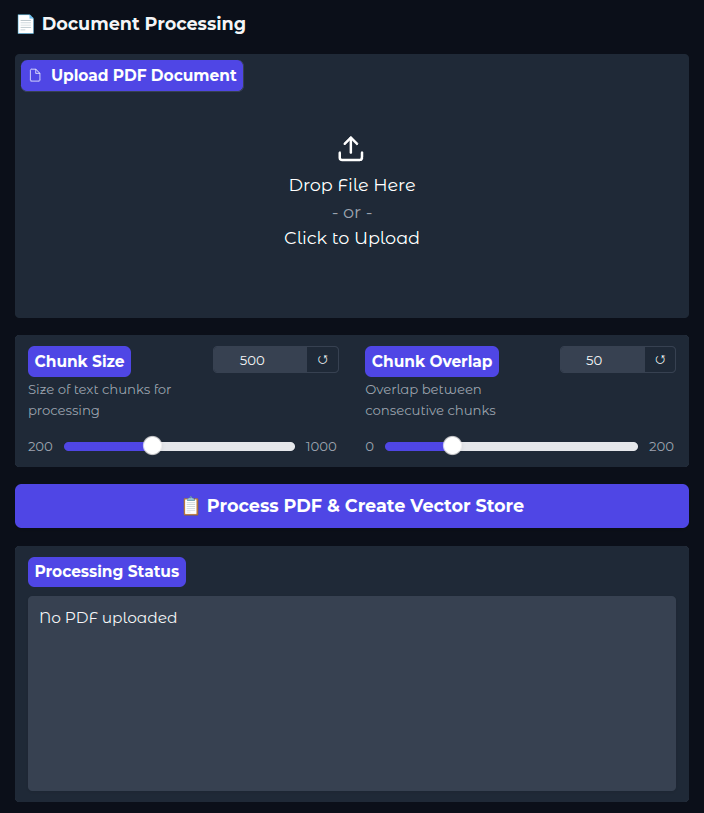 📄 Document Processing
Upload PDF Document
Drop File Here
- or -
Click to Upload
Chunk Size
500
↺
Size of text chunks for
processing
200
1000
Chunk Overlap
50
↺
Overlap between
consecutive chunks
0
200
📋 Process PDF & Create Vector Store
Processing Status
No PDF uploaded